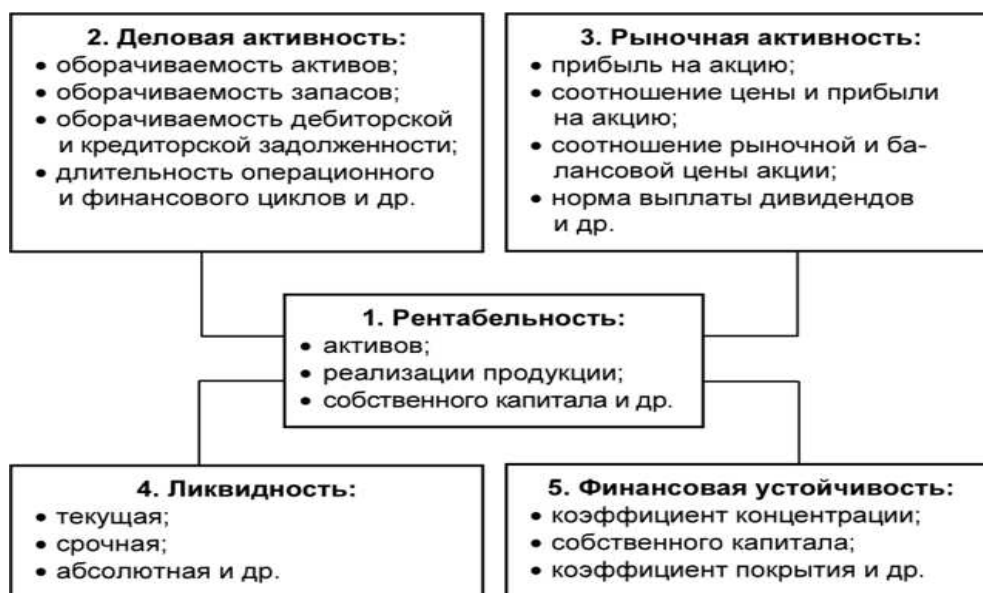 2. Деловая активность:
• оборачиваемость активов;
• оборачиваемость запасов;
• оборачиваемость дебиторской
и кредиторской задолженности;
• длительность операционного
и финансового циклов и др.
3. Рыночная активность:
• прибыль на акцию;
• соотношение цены и прибыли
на акцию;
• соотношение рыночной и ба-
лансовой цены акции;
• норма выплаты дивидендов
и др.
1. Рентабельность:
• активов;
• реализации продукции;
• собственного капитала и др.
4. Ликвидность:
• текущая;
• срочная;
• абсолютная и др.
5. Финансовая устойчивость:
• коэффициент концентрации;
• собственного капитала;
• коэффициент покрытия и др.